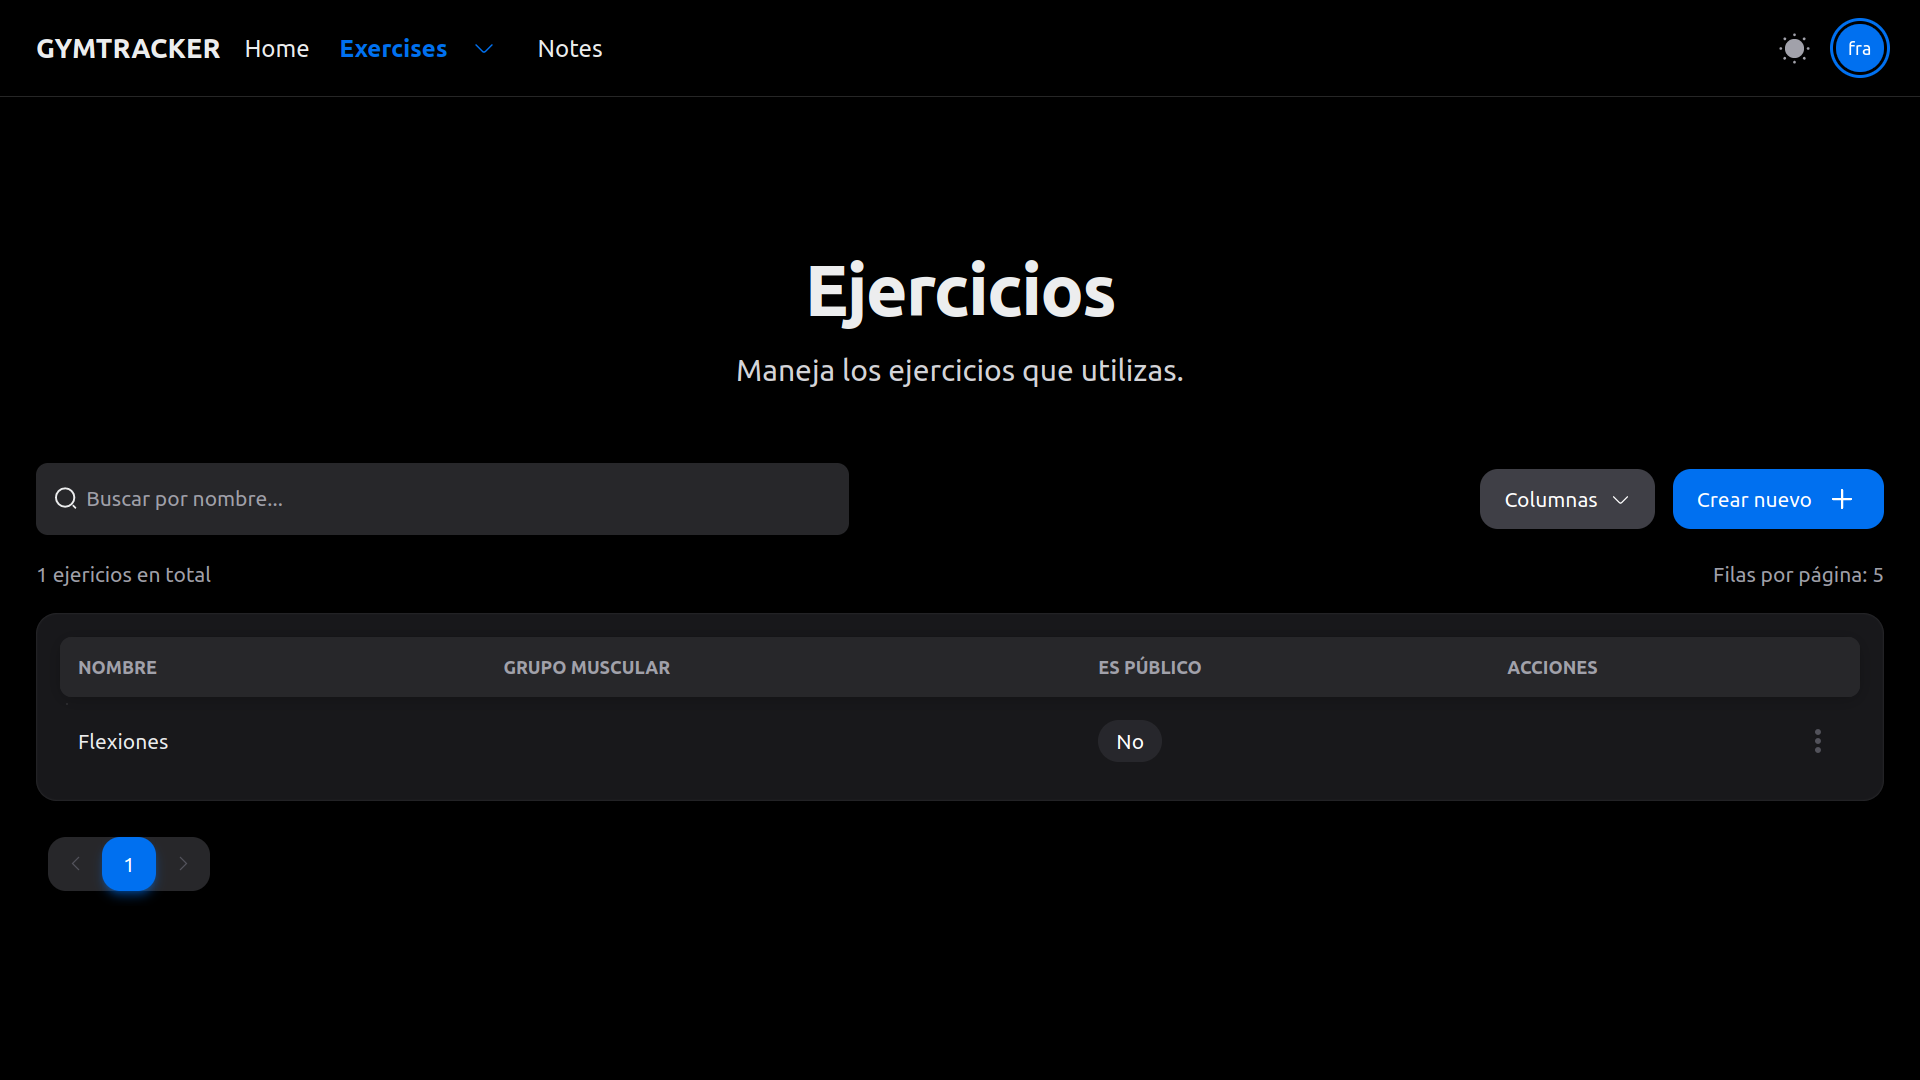 GYMTRACKER Home Exercises Notes fra
Ejercicios
Maneja los ejercicios que utilizas.
Buscar por nombre... Columnas Crear nuevo
1 ejericios en total Filas por página: 5
NOMBRE GRUPO MUSCULAR ES PÚBLICO ACCIONES
Flexiones No
1